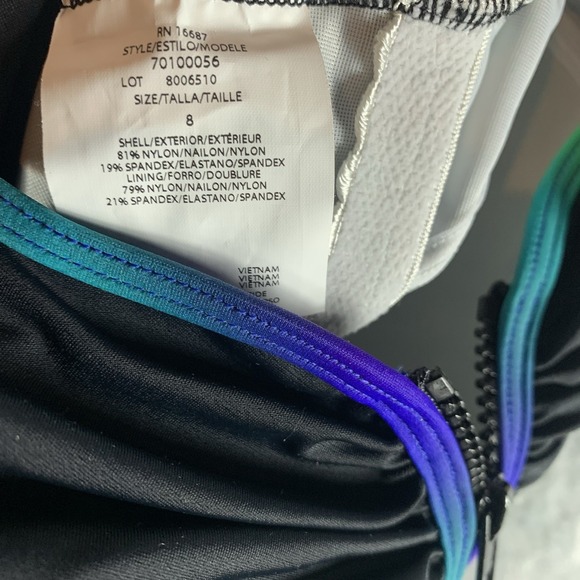 RN 16687
STYLE/ESTILO/MODELE
70100056
LOT 8006510
SIZE/TALLA/TAILLE
8
SHELL/EXTERIOR/EXTÉRIEUR
81% NYLON/NAILON/NYLON
19% SPANDEX/ELASTANO/SPANDEX
LINING/FORRO/DOUBLURE
79% NYLON/NAILON/NYLON
21% SPANDEX/ELASTANO/SPANDEX
VIETNAM
VIETNAM
VIETNAM